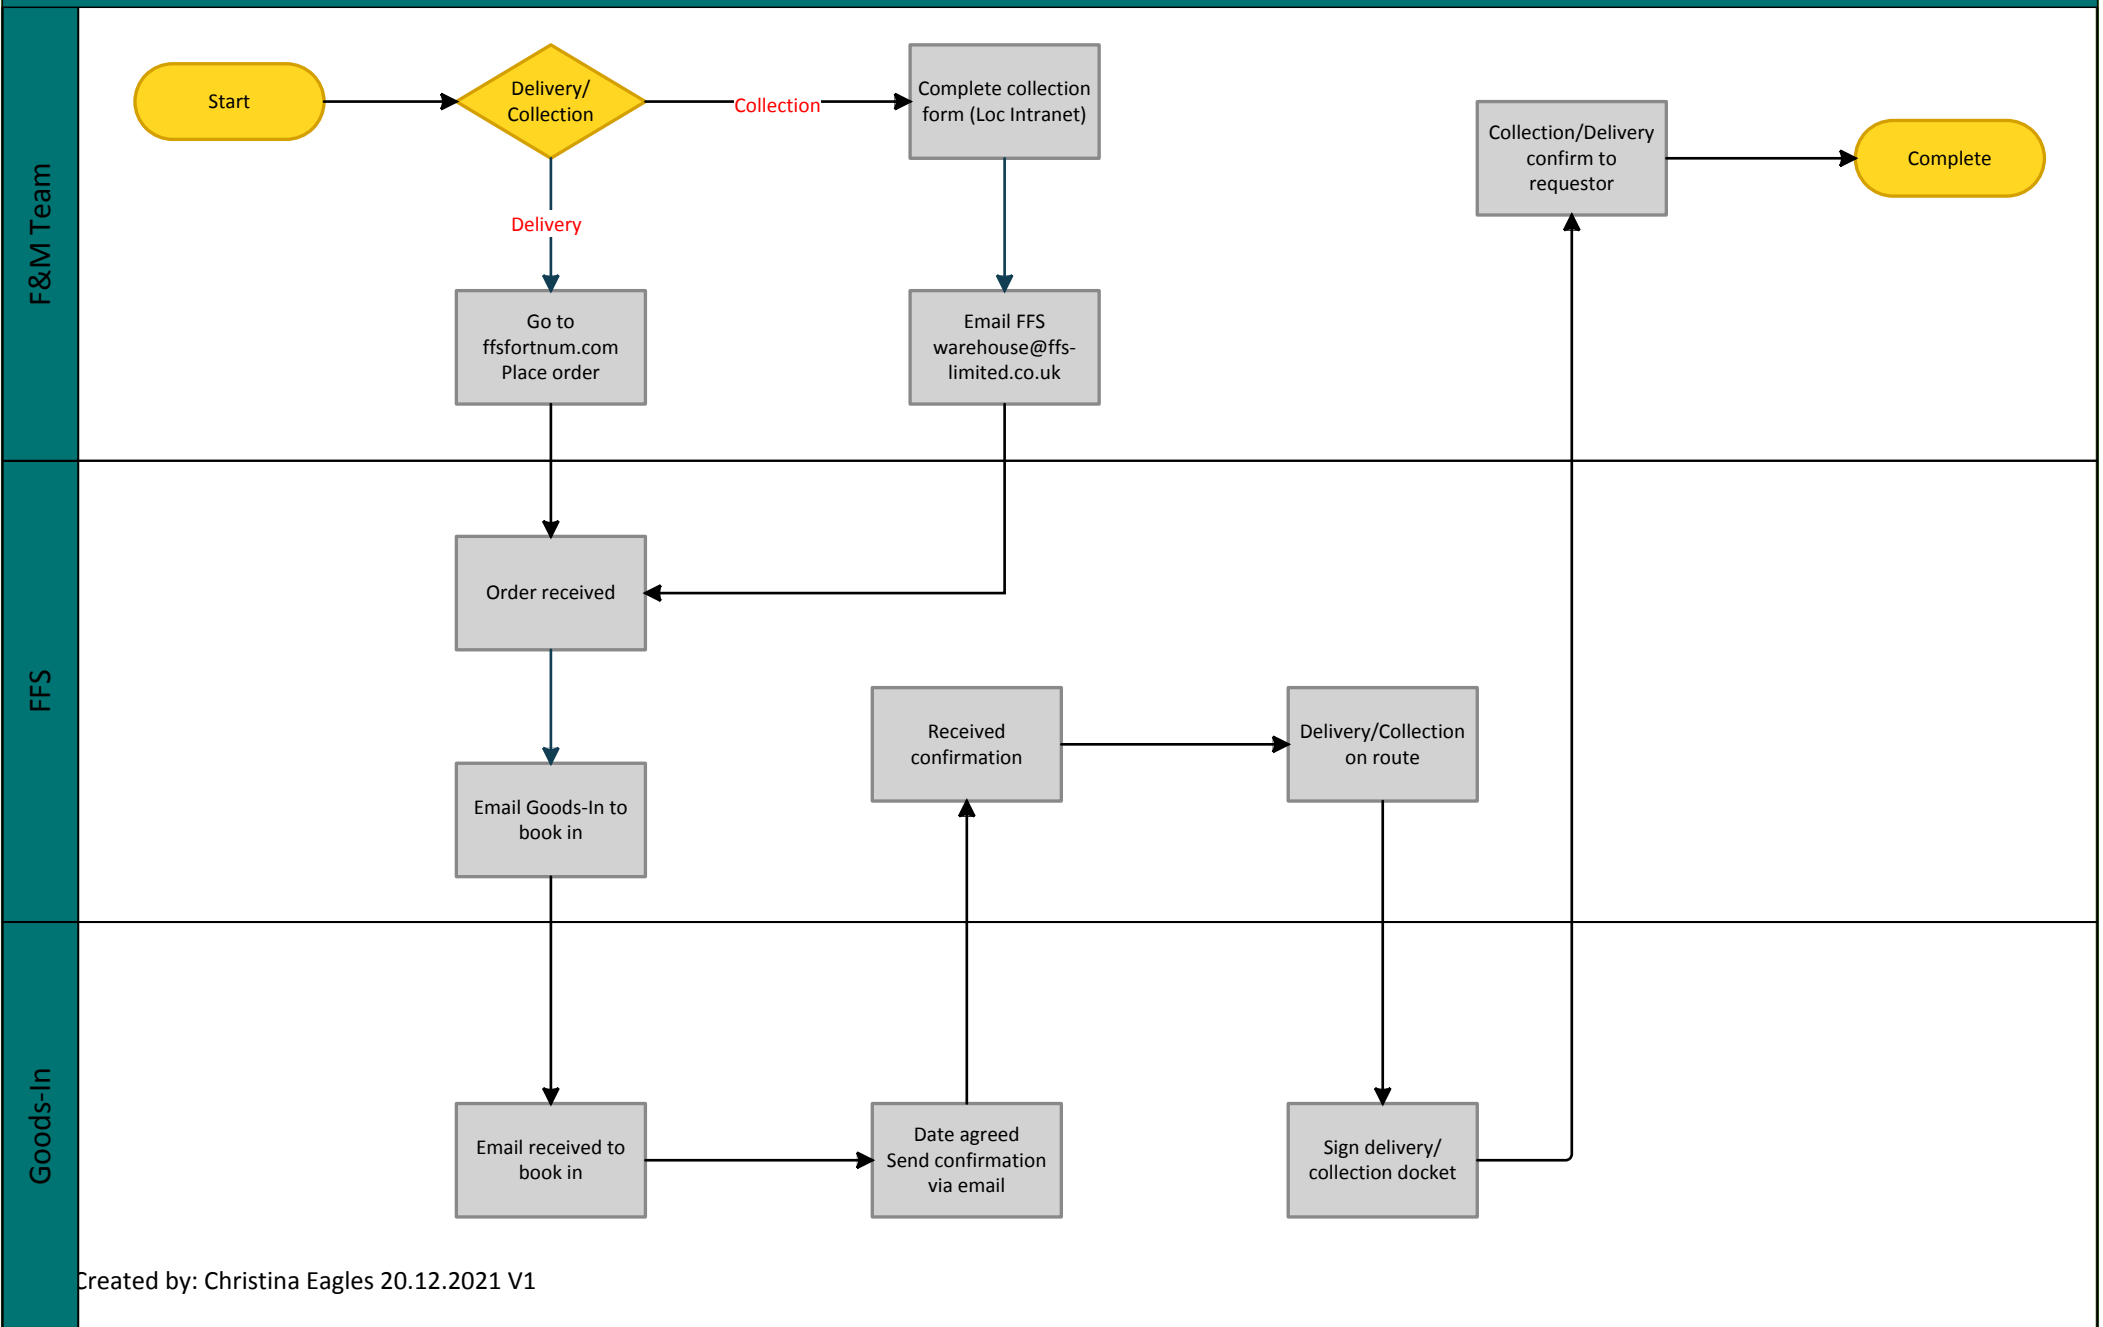 F&M Team
Start
Delivery/
Collection
Collection
Complete collection
form (Loc Intranet)
Collection/Delivery
confirm to
requestor
Complete
Delivery
Go to
ffsfortnum.com
Place order
Email FFS
warehouse@ffs-
limited.co.uk
FFS
Order received
Received
confirmation
Delivery/Collection
on route
Email Goods-In to
book in
Goods-In
Email received to
book in
Date agreed
Send confirmation
via email
Sign delivery/
collection docket
Created by: Christina Eagles 20.12.2021 V1